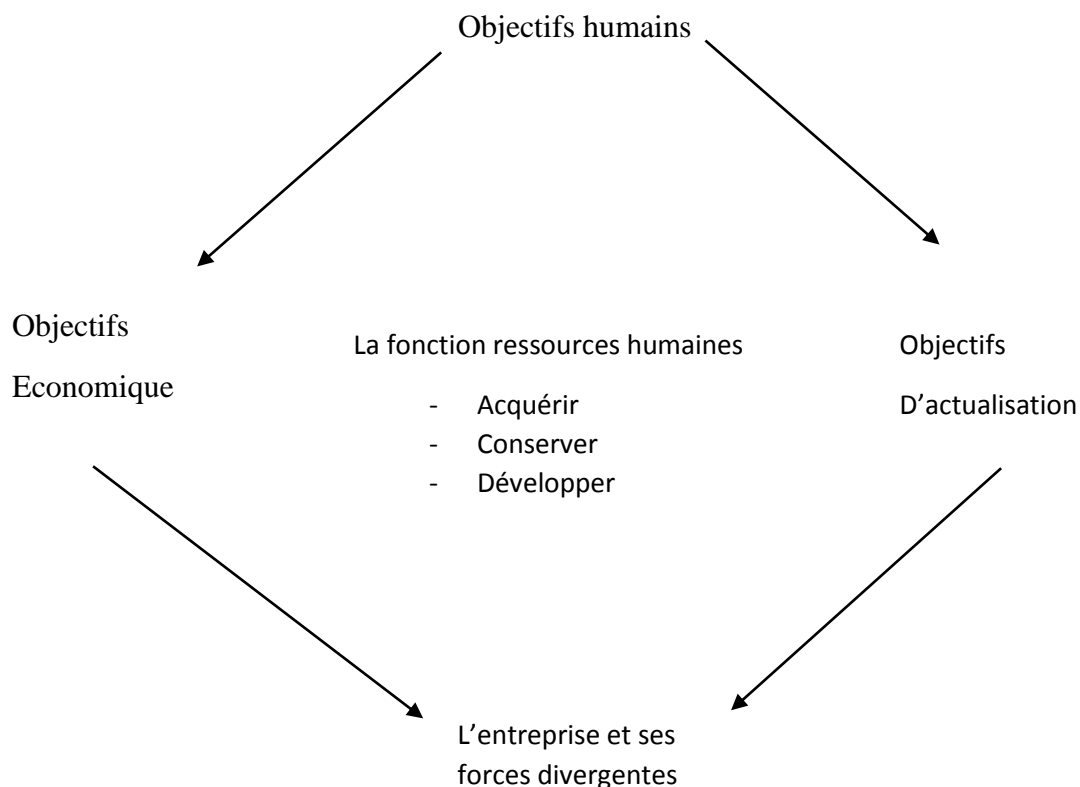 Objectifs humains
Objectifs
Economique
La fonction ressources humaines
- Acquérir
- Conserver
- Développer
Objectifs
D’actualisation
L’entreprise et ses
forces divergentes